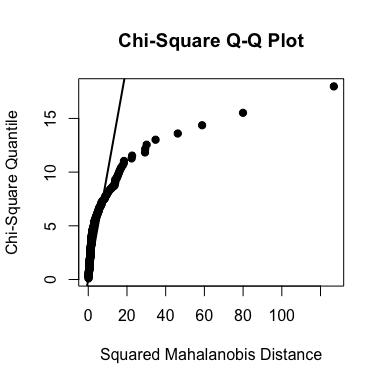 Chi-Square Q-Q Plot
Chi-Square Quantile
15
10
5
0
0 20 40 60 80 100
Squared Mahalanobis Distance